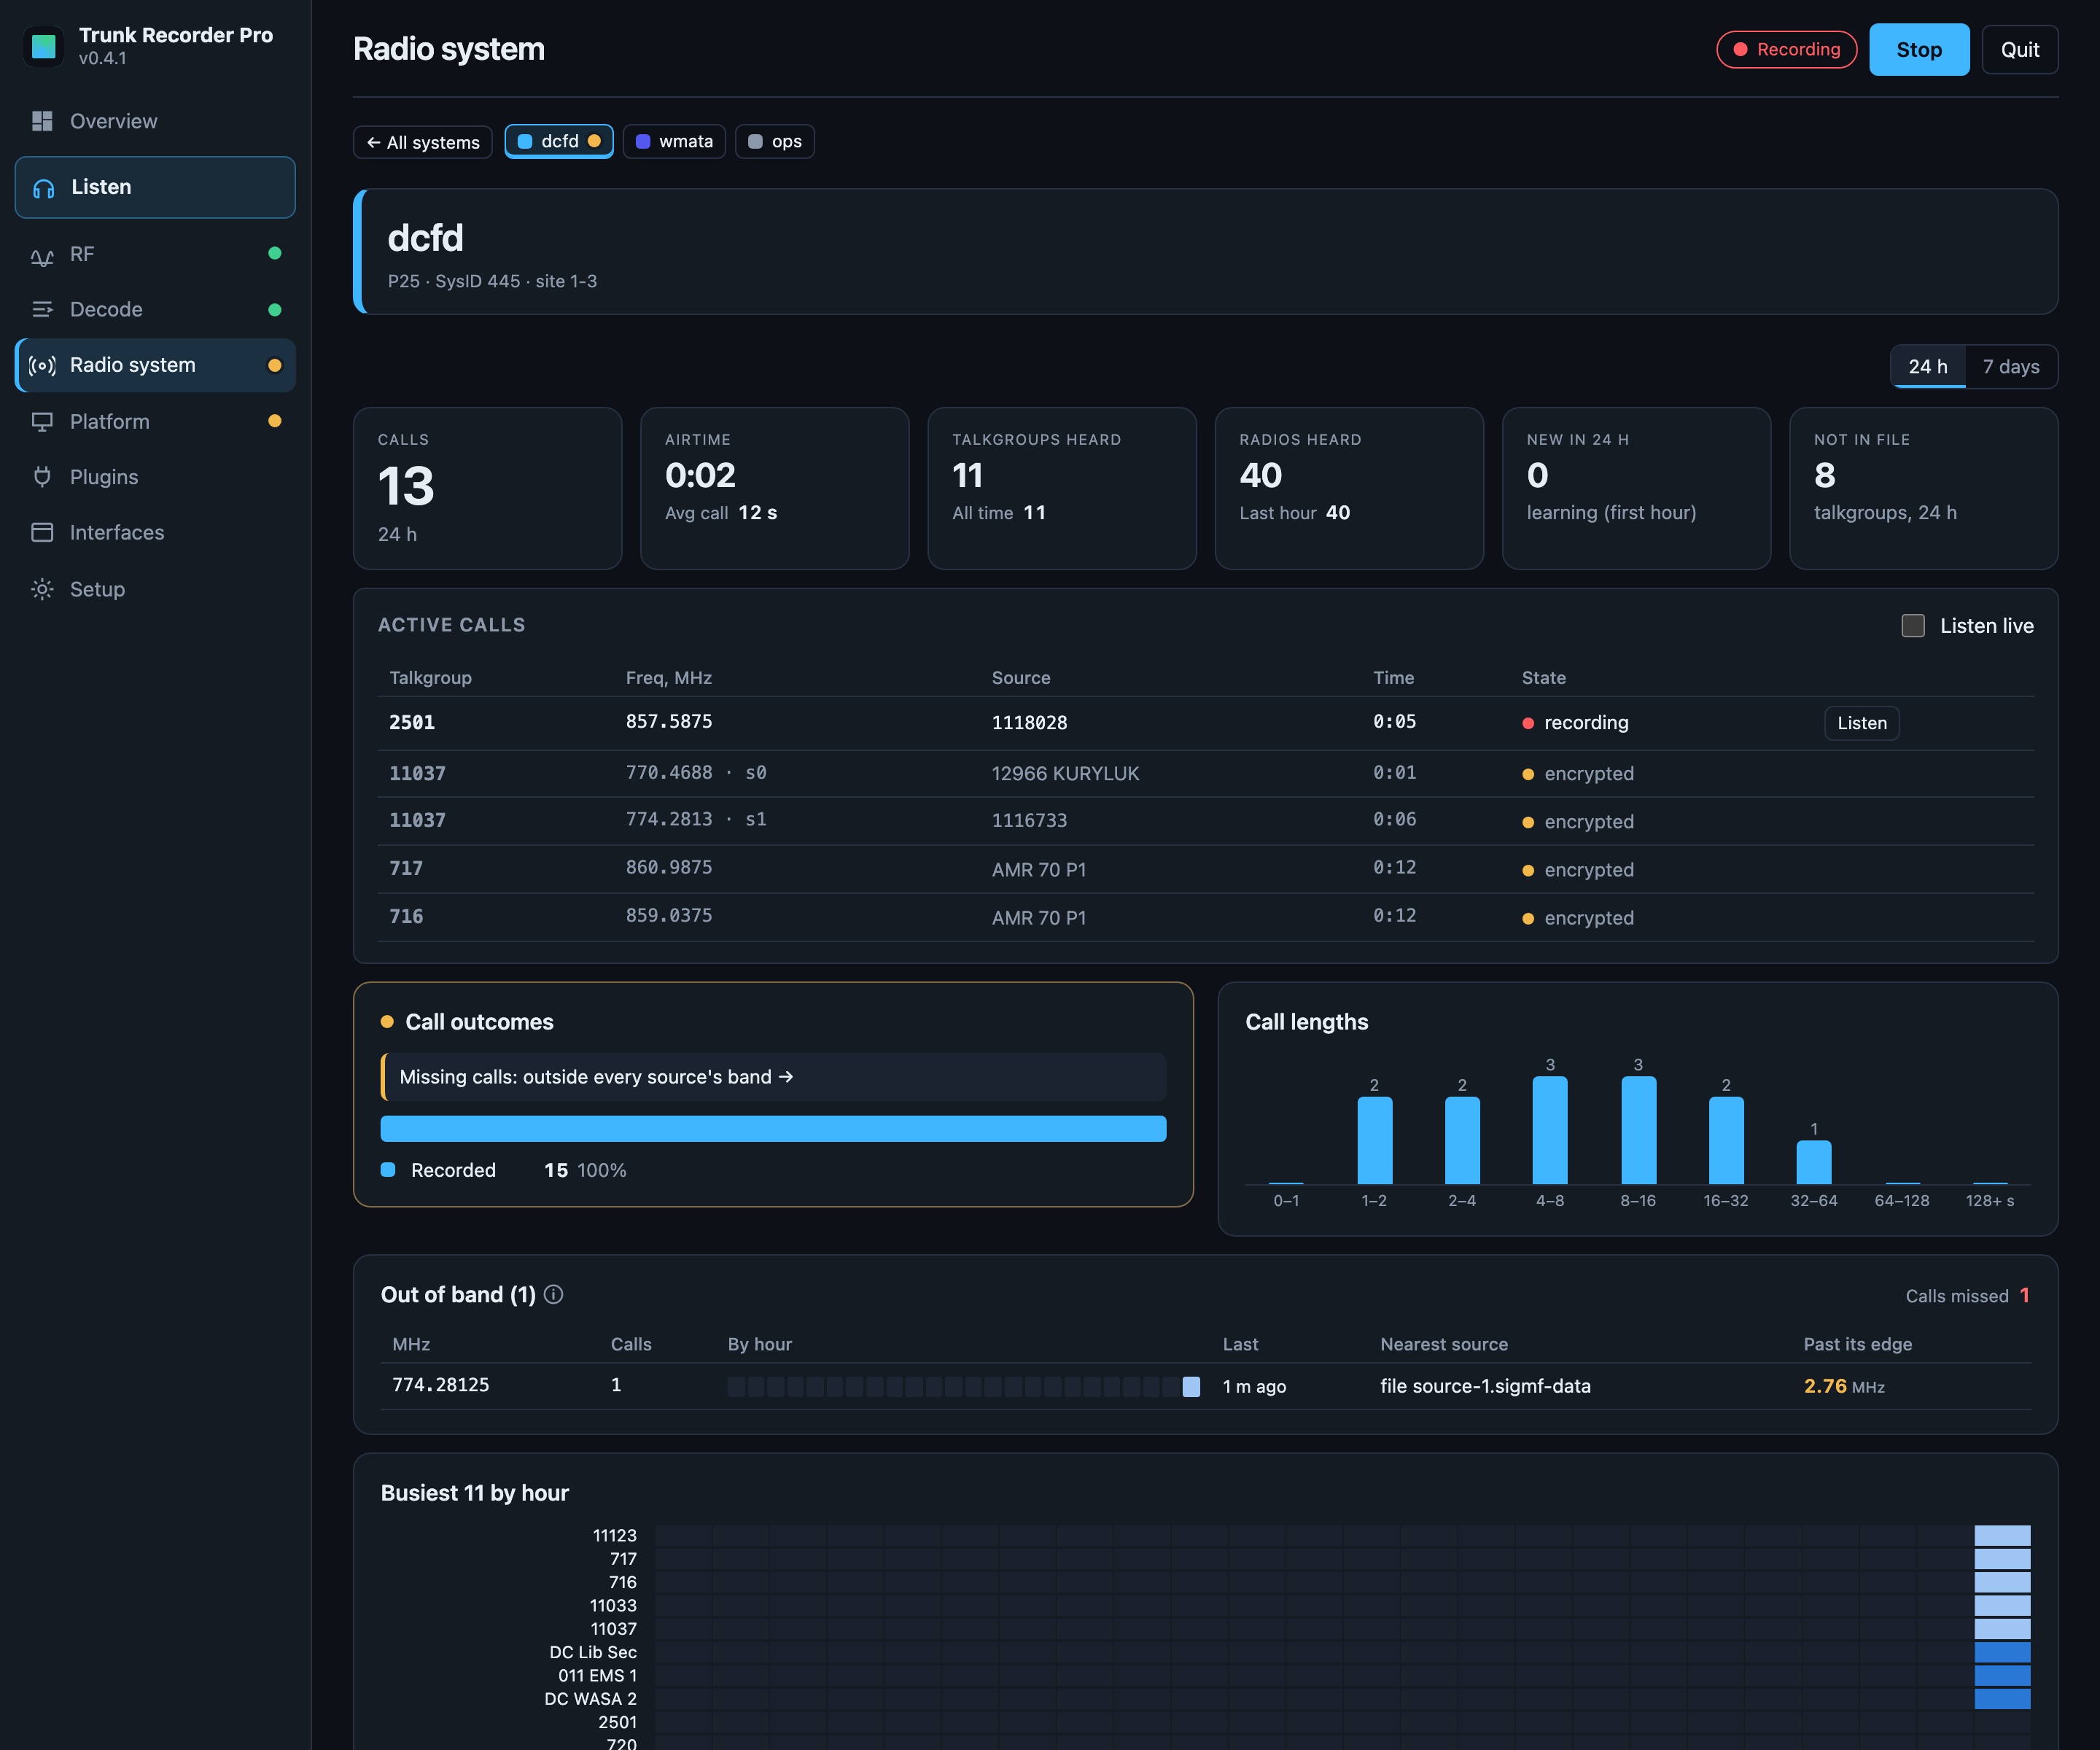 Trunk Recorder Pro
v0.4.1
Overview
Listen
RF
Decode
Radio system
Platform
Plugins
Interfaces
Setup
Radio system
Recording
Stop
Quit
← All systems
dcfd
wmata
ops
dcfd
P25 · SysID 445 · site 1-3
24 h
7 days
CALLS
13
24 h
AIRTIME
0:02
Avg call 12 s
TALKGROUPS HEARD
11
All time 11
RADIOS HEARD
40
Last hour 40
NEW IN 24 H
0
learning (first hour)
NOT IN FILE
8
talkgroups, 24 h
ACTIVE CALLS
Listen live
Talkgroup Freq, MHz Source Time State
2501 857.5875 1118028 0:05 recording Listen
11037 770.4688 · s0 12966 KURYLUK 0:01 encrypted
11037 774.2813 · s1 1116733 0:06 encrypted
717 860.9875 AMR 70 P1 0:12 encrypted
716 859.0375 AMR 70 P1 0:12 encrypted
Call outcomes
Missing calls: outside every source's band →
Recorded 15 100%
Call lengths
2 2 3 3 2 1
0–1 1–2 2–4 4–8 8–16 16–32 32–64 64–128 128+ s
Out of band (1)
Calls missed 1
MHz Calls By hour Last Nearest source Past its edge
774.28125 1 1 m ago file source-1.sigmf-data 2.76 MHz
Busiest 11 by hour
11123
717
716
11033
11037
DC Lib Sec
011 EMS 1
DC WASA 2
2501
720